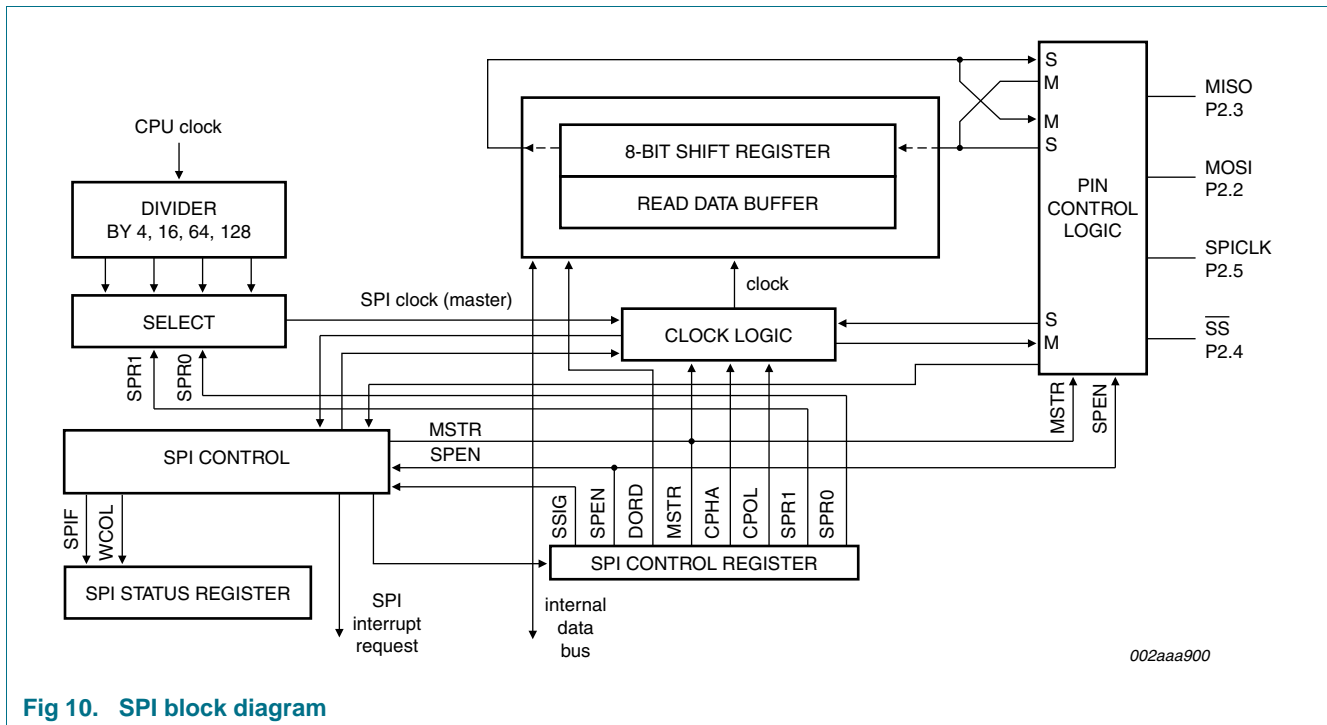 CPU clock
DIVIDER
BY 4, 16, 64, 128
SELECT
SPR1
SPR0
SPI clock (master)
8-BIT SHIFT REGISTER
READ DATA BUFFER
clock
CLOCK LOGIC
S
M
M
S
PIN
CONTROL
LOGIC
S
M
MISO
P2.3
MOSI
P2.2
SPICLK
P2.5
SS
P2.4
MSTR
SPEN
SPI CONTROL
MSTR
SPEN
SPIF
WCOL
SPI STATUS REGISTER
SSIG
SPEN
DORD
MSTR
CPHA
CPOL
SPR1
SPR0
SPI CONTROL REGISTER
SPI
interrupt
request
internal
data
bus
002aaa900
Fig 10. SPI block diagram